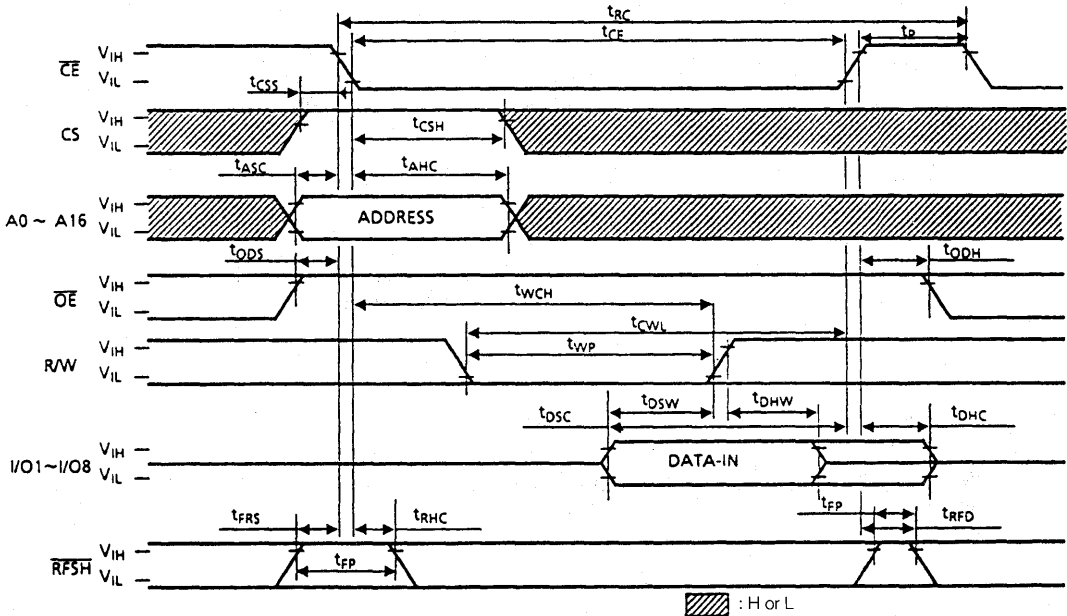 tRC
tCE
tP
VIH
CE
VIL
tCSS
VIH
CS
VIL
tCSH
tASC
tAHC
VIH
A0 ~ A16
VIL
ADDRESS
tODS
tODH
VIH
OE
VIL
tWCH
tCWL
VIH
R/W
VIL
tWP
tDSC
tDSW
tDHW
tDHC
VIH
I/O1~I/O8
VIL
DATA-IN
tFRS
tRHC
tFP
tRFD
VIH
RFSH
VIL
tFP
: H or L